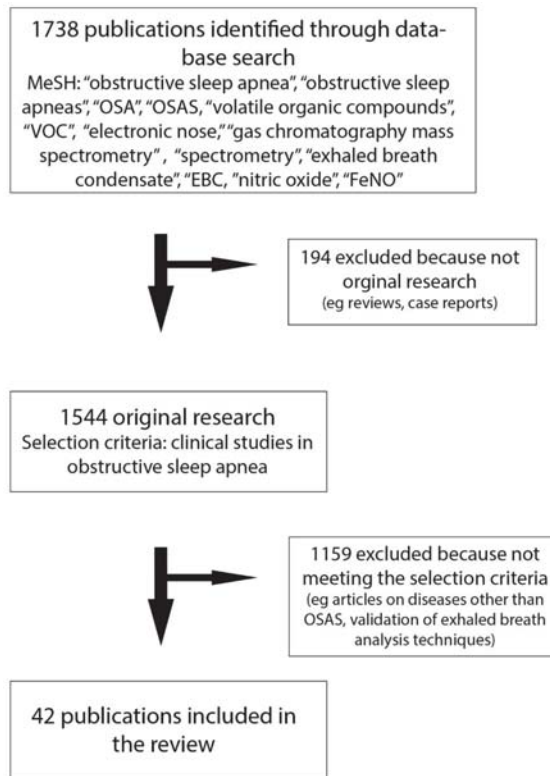 1738 publications identified through data-
base search
MeSH: “obstructive sleep apnea”, “obstructive sleep
apneas”, “OSA”, “OSAS, “volatile organic compounds”,
“VOC”, “electronic nose,” “gas chromatography mass
spectrometry” , “spectrometry”, “exhaled breath
condensate”, “EBC, ”nitric oxide”, “FeNO”
194 excluded because not
orginal research
(eg reviews, case reports)
1544 original research
Selection criteria: clinical studies in
obstructive sleep apnea
1159 excluded because not
meeting the selection criteria
(eg articles on diseases other than
OSAS, validation of exhaled breath
analysis techniques)
42 publications included in
the review